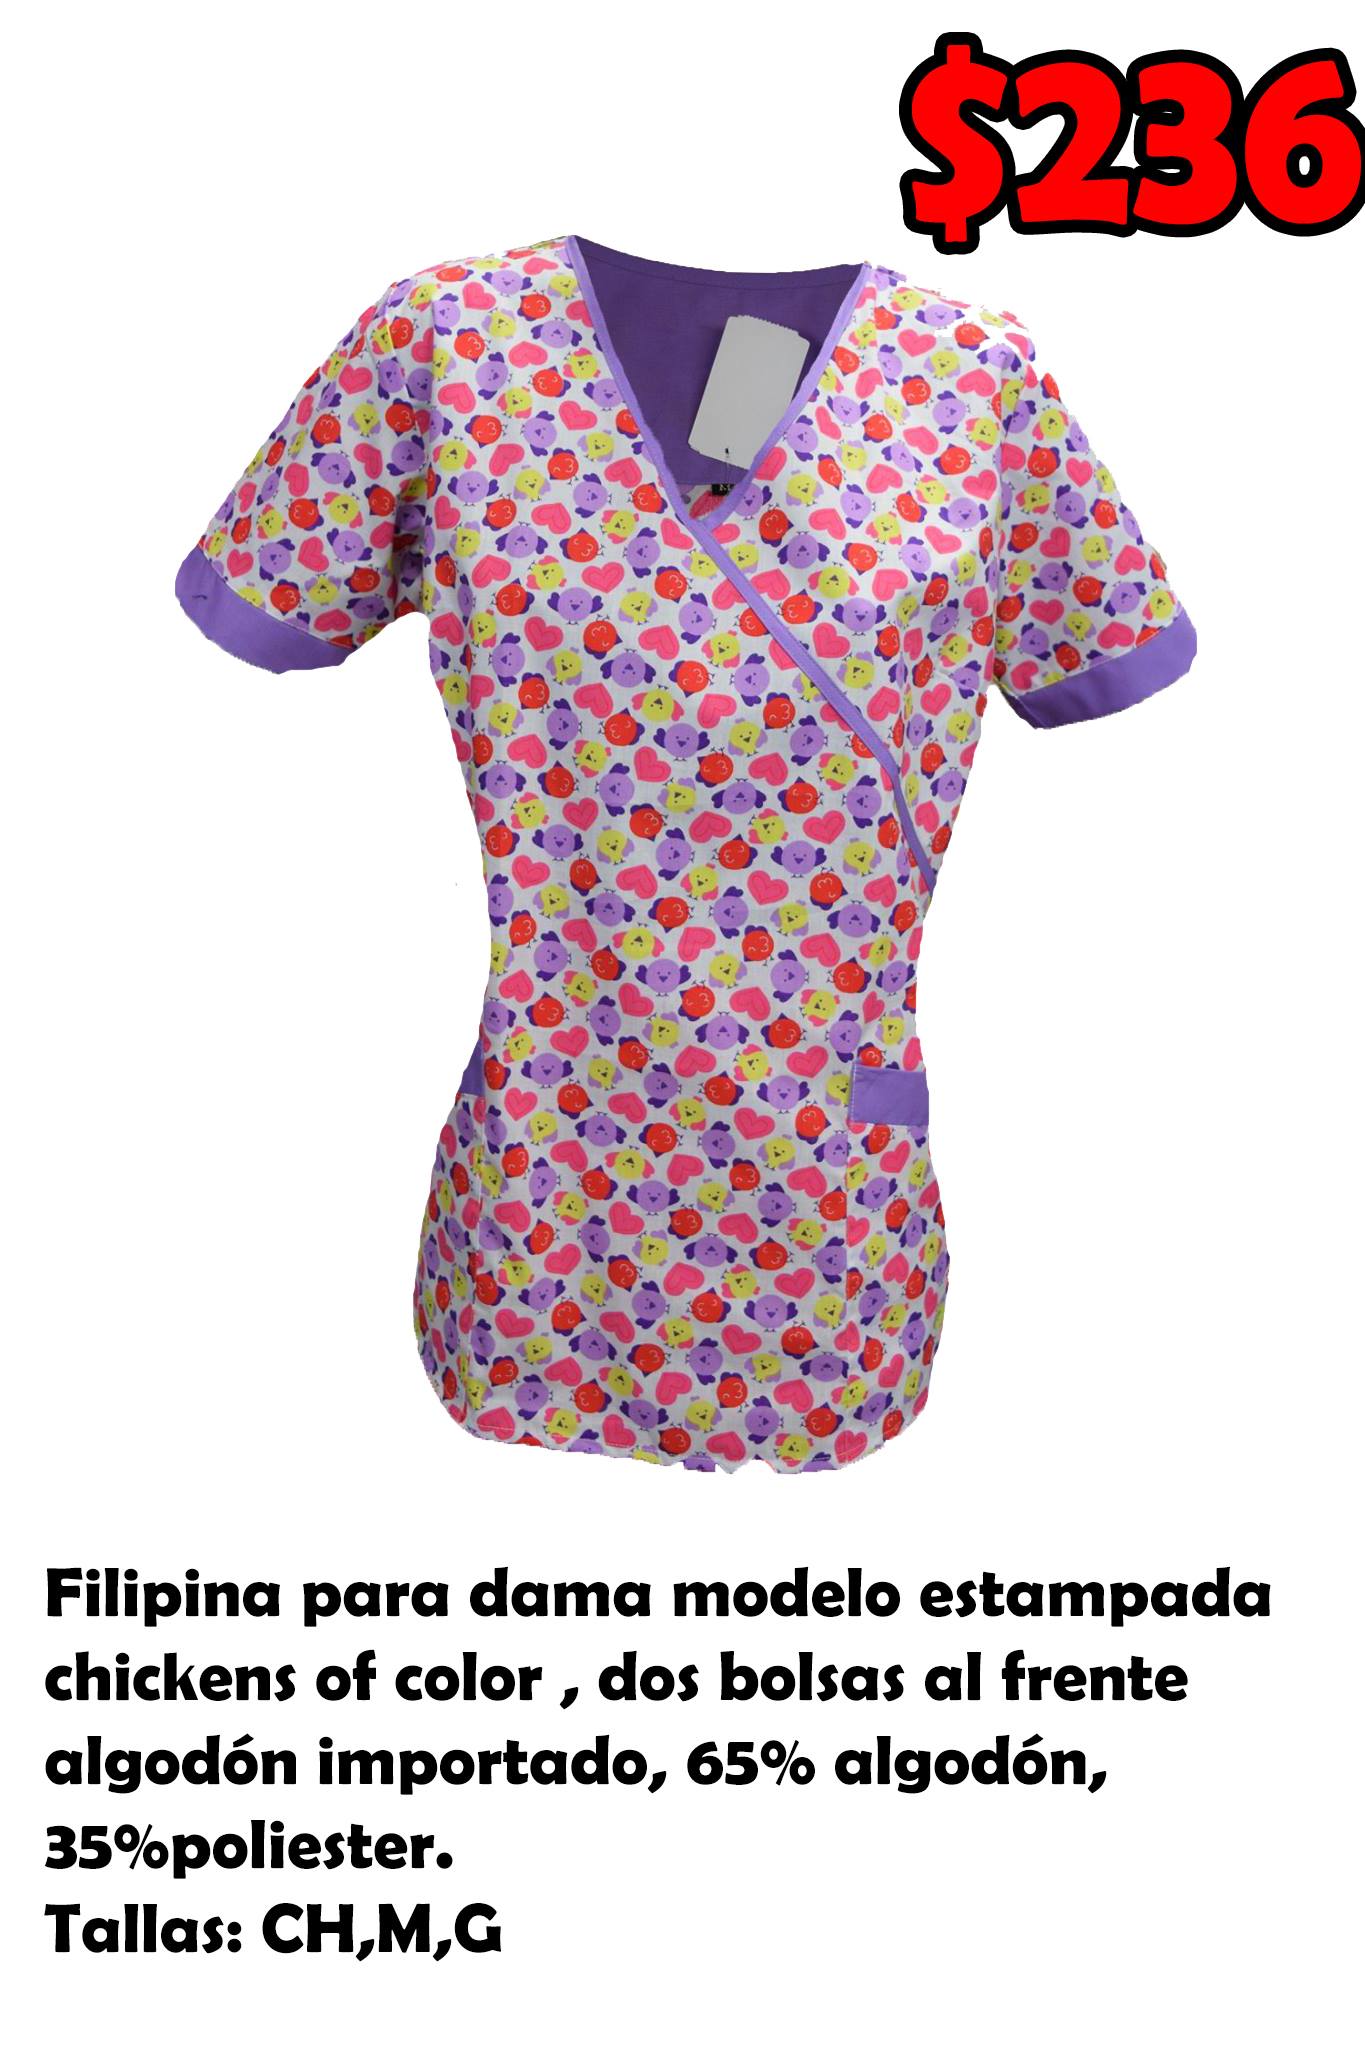 $236
Filipina para dama modelo estampada
chickens of color , dos bolsas al frente
algodón importado, 65% algodón,
35%poliester.
Tallas: CH,M,G